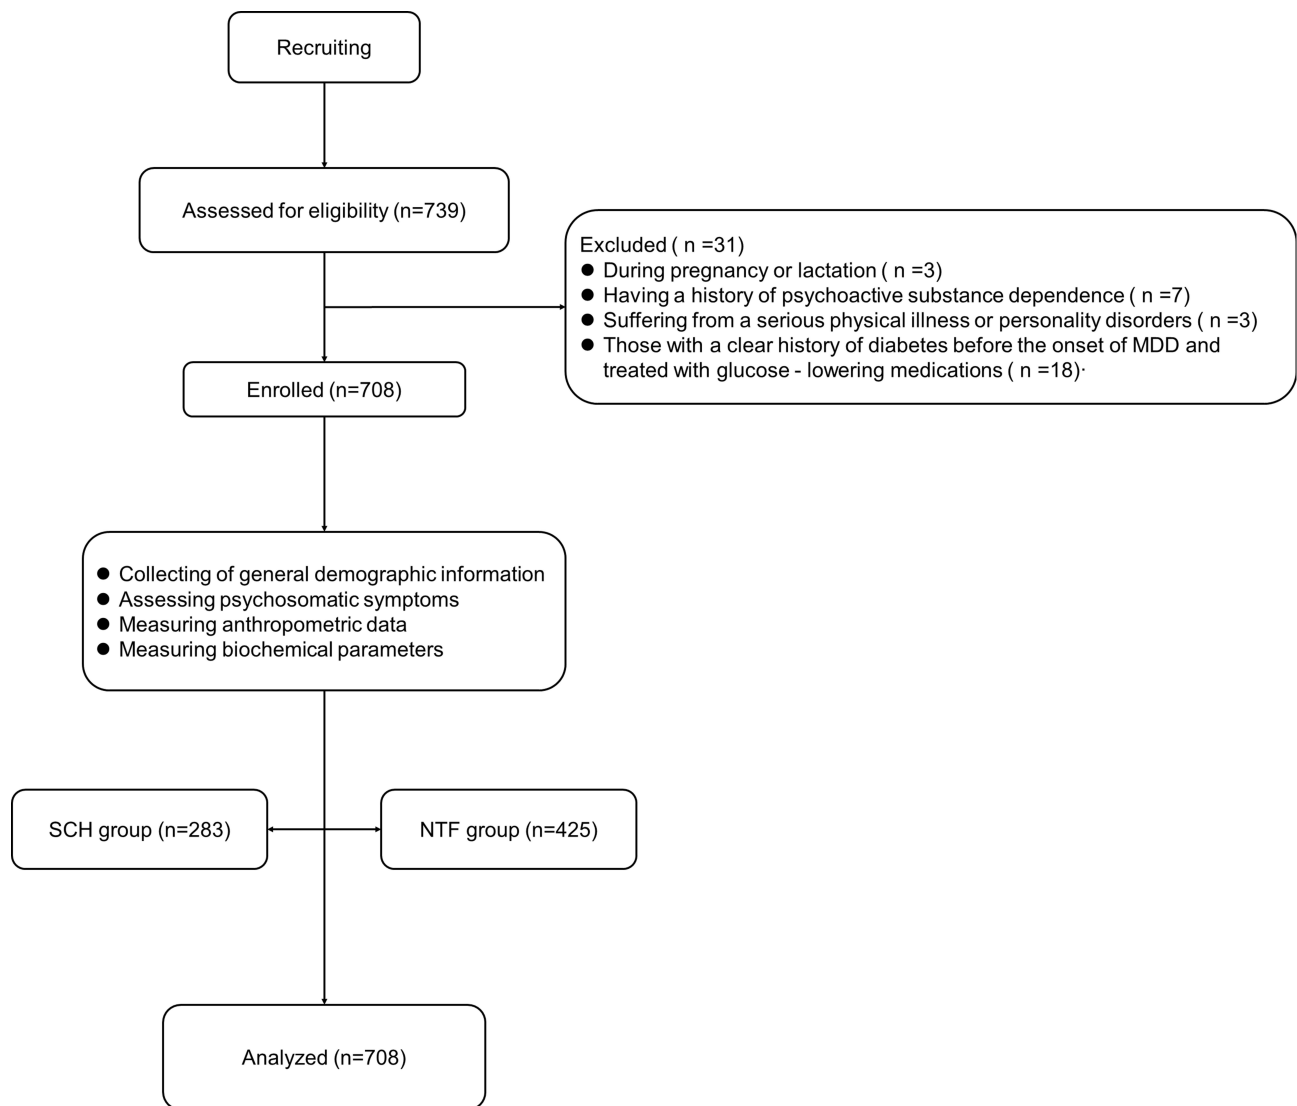 Recruiting
Assessed for eligibility (n=739)
Excluded ( n =31)
● During pregnancy or lactation ( n =3)
● Having a history of psychoactive substance dependence ( n =7)
● Suffering from a serious physical illness or personality disorders ( n =3)
● Those with a clear history of diabetes before the onset of MDD and
treated with glucose - lowering medications ( n =18)·
Enrolled (n=708)
● Collecting of general demographic information
● Assessing psychosomatic symptoms
● Measuring anthropometric data
● Measuring biochemical parameters
SCH group (n=283)
NTF group (n=425)
Analyzed (n=708)